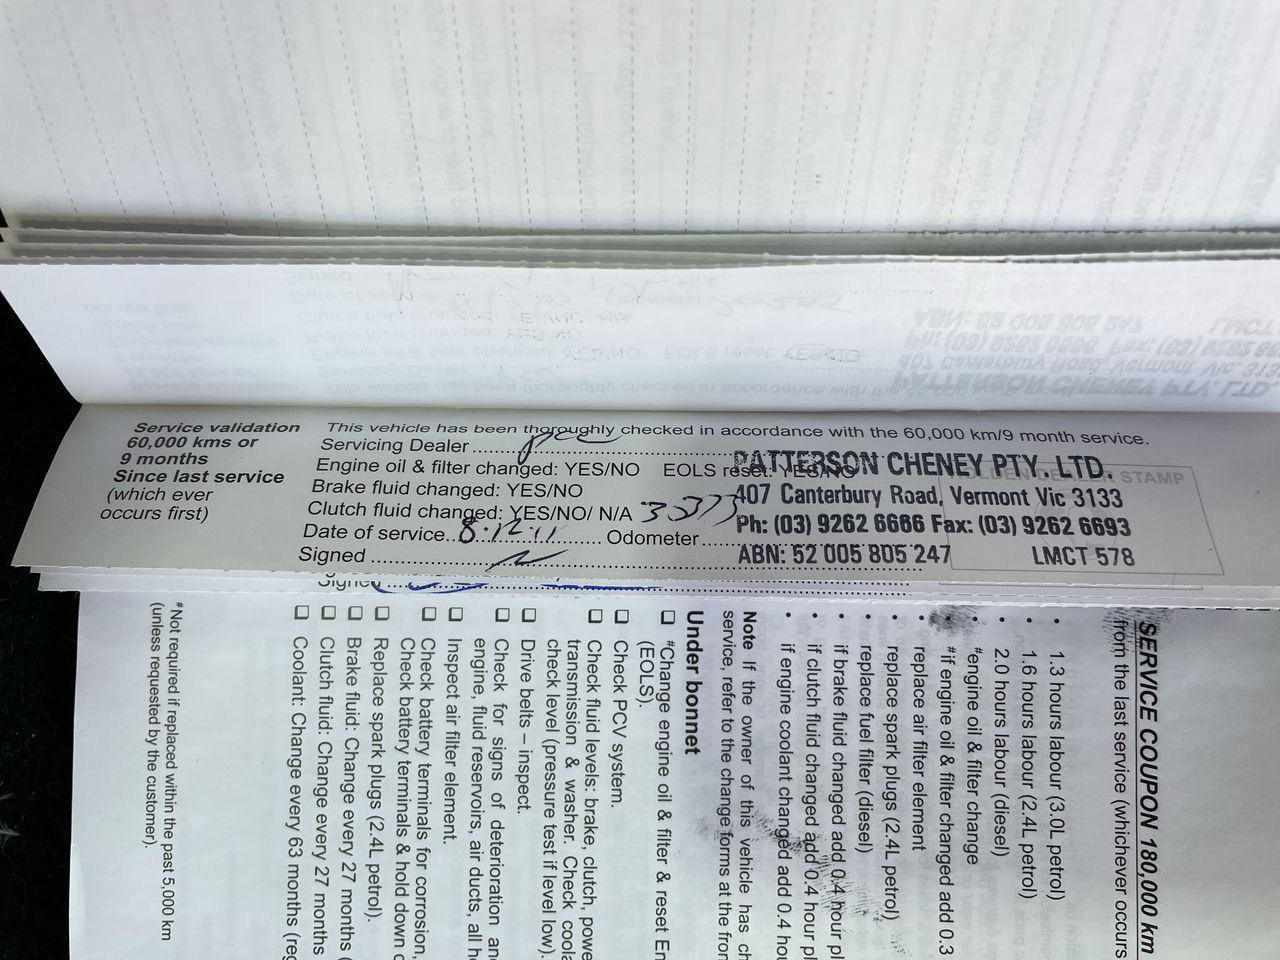 Service validation
60,000 kms or
9 months
Since last service
(which ever
occurs first)
This vehicle has been thoroughly checked in accordance with the 60,000 km/9 month service.
Servicing Dealer PCC
Engine oil & filter changed: YES/NO EOLS reset: YES/NO
Brake fluid changed: YES/NO
Clutch fluid changed: YES/NO/ N/A
Date of service 8.12.11 Odometer
Signed
HOLDEN DEALER STAMP
PATTERSON CHENEY PTY. LTD.
407 Canterbury Road, Vermont Vic 3133
Ph: (03) 9262 6666 Fax: (03) 9262 6693
ABN: 52 005 805 247 LMCT 578
Signed
SERVICE COUPON 180,000 km
from the last service (whichever occurs
• 1.3 hours labour (3.0L petrol)
• 1.6 hours labour (2.4L petrol)
• 2.0 hours labour (diesel)
• #engine oil & filter change
• #if engine oil & filter changed add 0.3
• replace air filter element
• replace spark plugs (2.4L petrol)
• replace fuel filter (diesel)
• if brake fluid changed add 0.4 hour pl
• if clutch fluid changed add 0.4 hour pl
• if engine coolant changed add 0.4 hou
Note If the owner of this vehicle has ch
service, refer to the change forms at the fron
Under bonnet
❑ #Change engine oil & filter & reset En
(EOLS).
❑ Check PCV system.
❑ Check fluid levels: brake, clutch, powe
transmission & washer. Check coola
check level (pressure test if level low).
❑ Drive belts – inspect.
❑ Check for signs of deterioration an
engine, fluid reservoirs, air ducts, all h
❑ Inspect air filter element.
❑ Check battery terminals for corrosion,
Check battery terminals & hold down c
❑ Replace spark plugs (2.4L petrol).
❑ Brake fluid: Change every 27 months (
❑ Clutch fluid: Change every 27 months
❑ Coolant: Change every 63 months (reg
#Not required if replaced within the past 5,000 km
(unless requested by the customer).